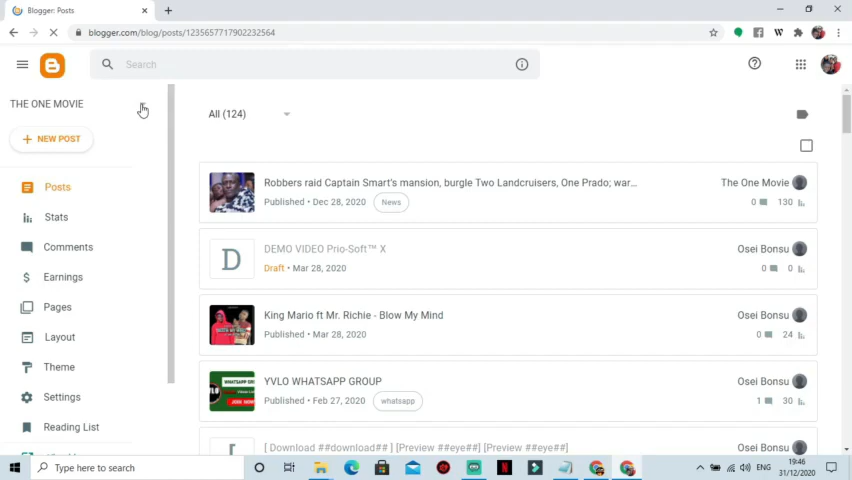 Blogger: Posts
blogger.com/blog/posts/1235657717902232564
Search
THE ONE MOVIE
NEW POST
Posts
Stats
Comments
Earnings
Pages
Layout
Theme
Settings
Reading List
All (124)
Robbers raid Captain Smart's mansion, burgle Two Landcruisers, One Prado; war...
The One Movie
Published • Dec 28, 2020 News
0 130
D
DEMO VIDEO Prio-Soft™ X
Osei Bonsu
Draft • Mar 28, 2020
0 0
King Mario ft Mr. Richie - Blow My Mind
Osei Bonsu
Published • Mar 28, 2020
0 24
YVLO WHATSAPP GROUP
Osei Bonsu
Published • Feb 27, 2020 whatsapp
1 30
[ Download ##download## ] [Preview ##eye##] [Preview ##eye##]
Osei Bonsu
Type here to search
ENG
19:46
31/12/2020